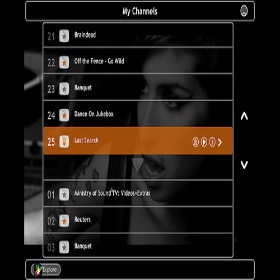 My Channels
21 Braindead
22 Off the Fence - Go Wild
23 Banquet
24 Dance On Jukebox
25 Last Search
01 Ministry of Sound TV: Videos+Extras
02 Reuters
03 Banquet
Explore